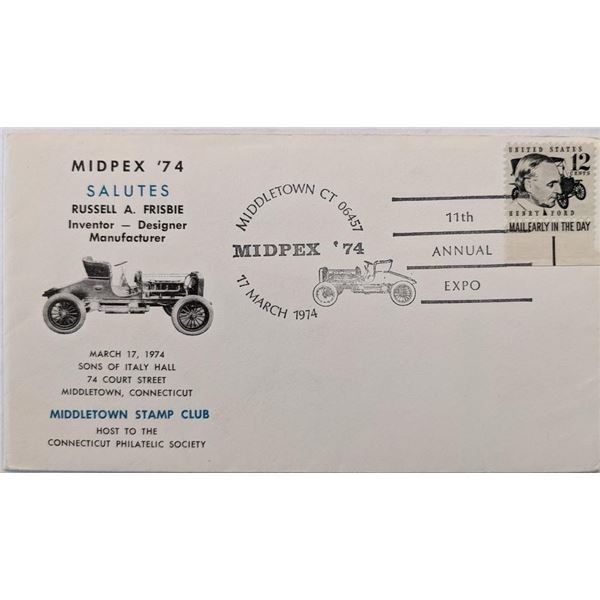 MIDPEX '74
SALUTES
RUSSELL A. FRISBIE
Inventor — Designer
Manufacturer
MARCH 17, 1974
SONS OF ITALY HALL
74 COURT STREET
MIDDLETOWN, CONNECTICUT
MIDDLETOWN STAMP CLUB
HOST TO THE
CONNECTICUT PHILATELIC SOCIETY
MIDDLETOWN CT 06457
MIDPEX '74
17 MARCH 1974
11th
ANNUAL
EXPO
UNITED STATES
12
CENTS
HENRY FORD
MAIL EARLY IN THE DAY